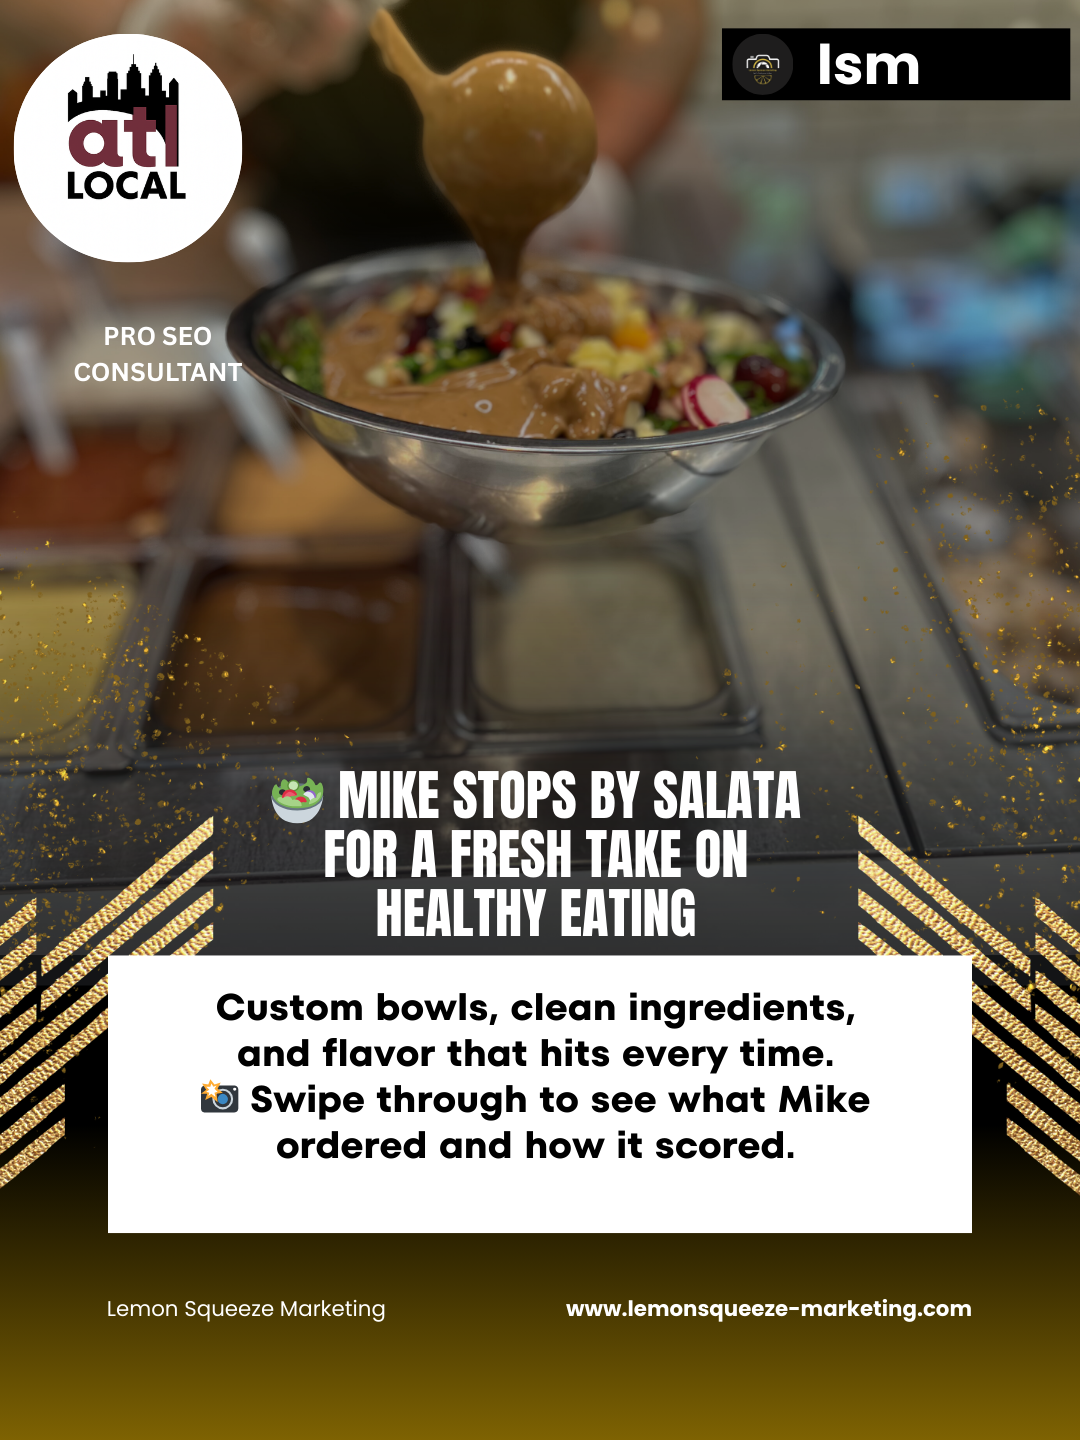 atl
LOCAL
lsm
PRO SEO
CONSULTANT
🥗 MIKE STOPS BY SALATA
FOR A FRESH TAKE ON
HEALTHY EATING
Custom bowls, clean ingredients,
and flavor that hits every time.
📸 Swipe through to see what Mike
ordered and how it scored.
Lemon Squeeze Marketing
www.lemonsqueeze-marketing.com